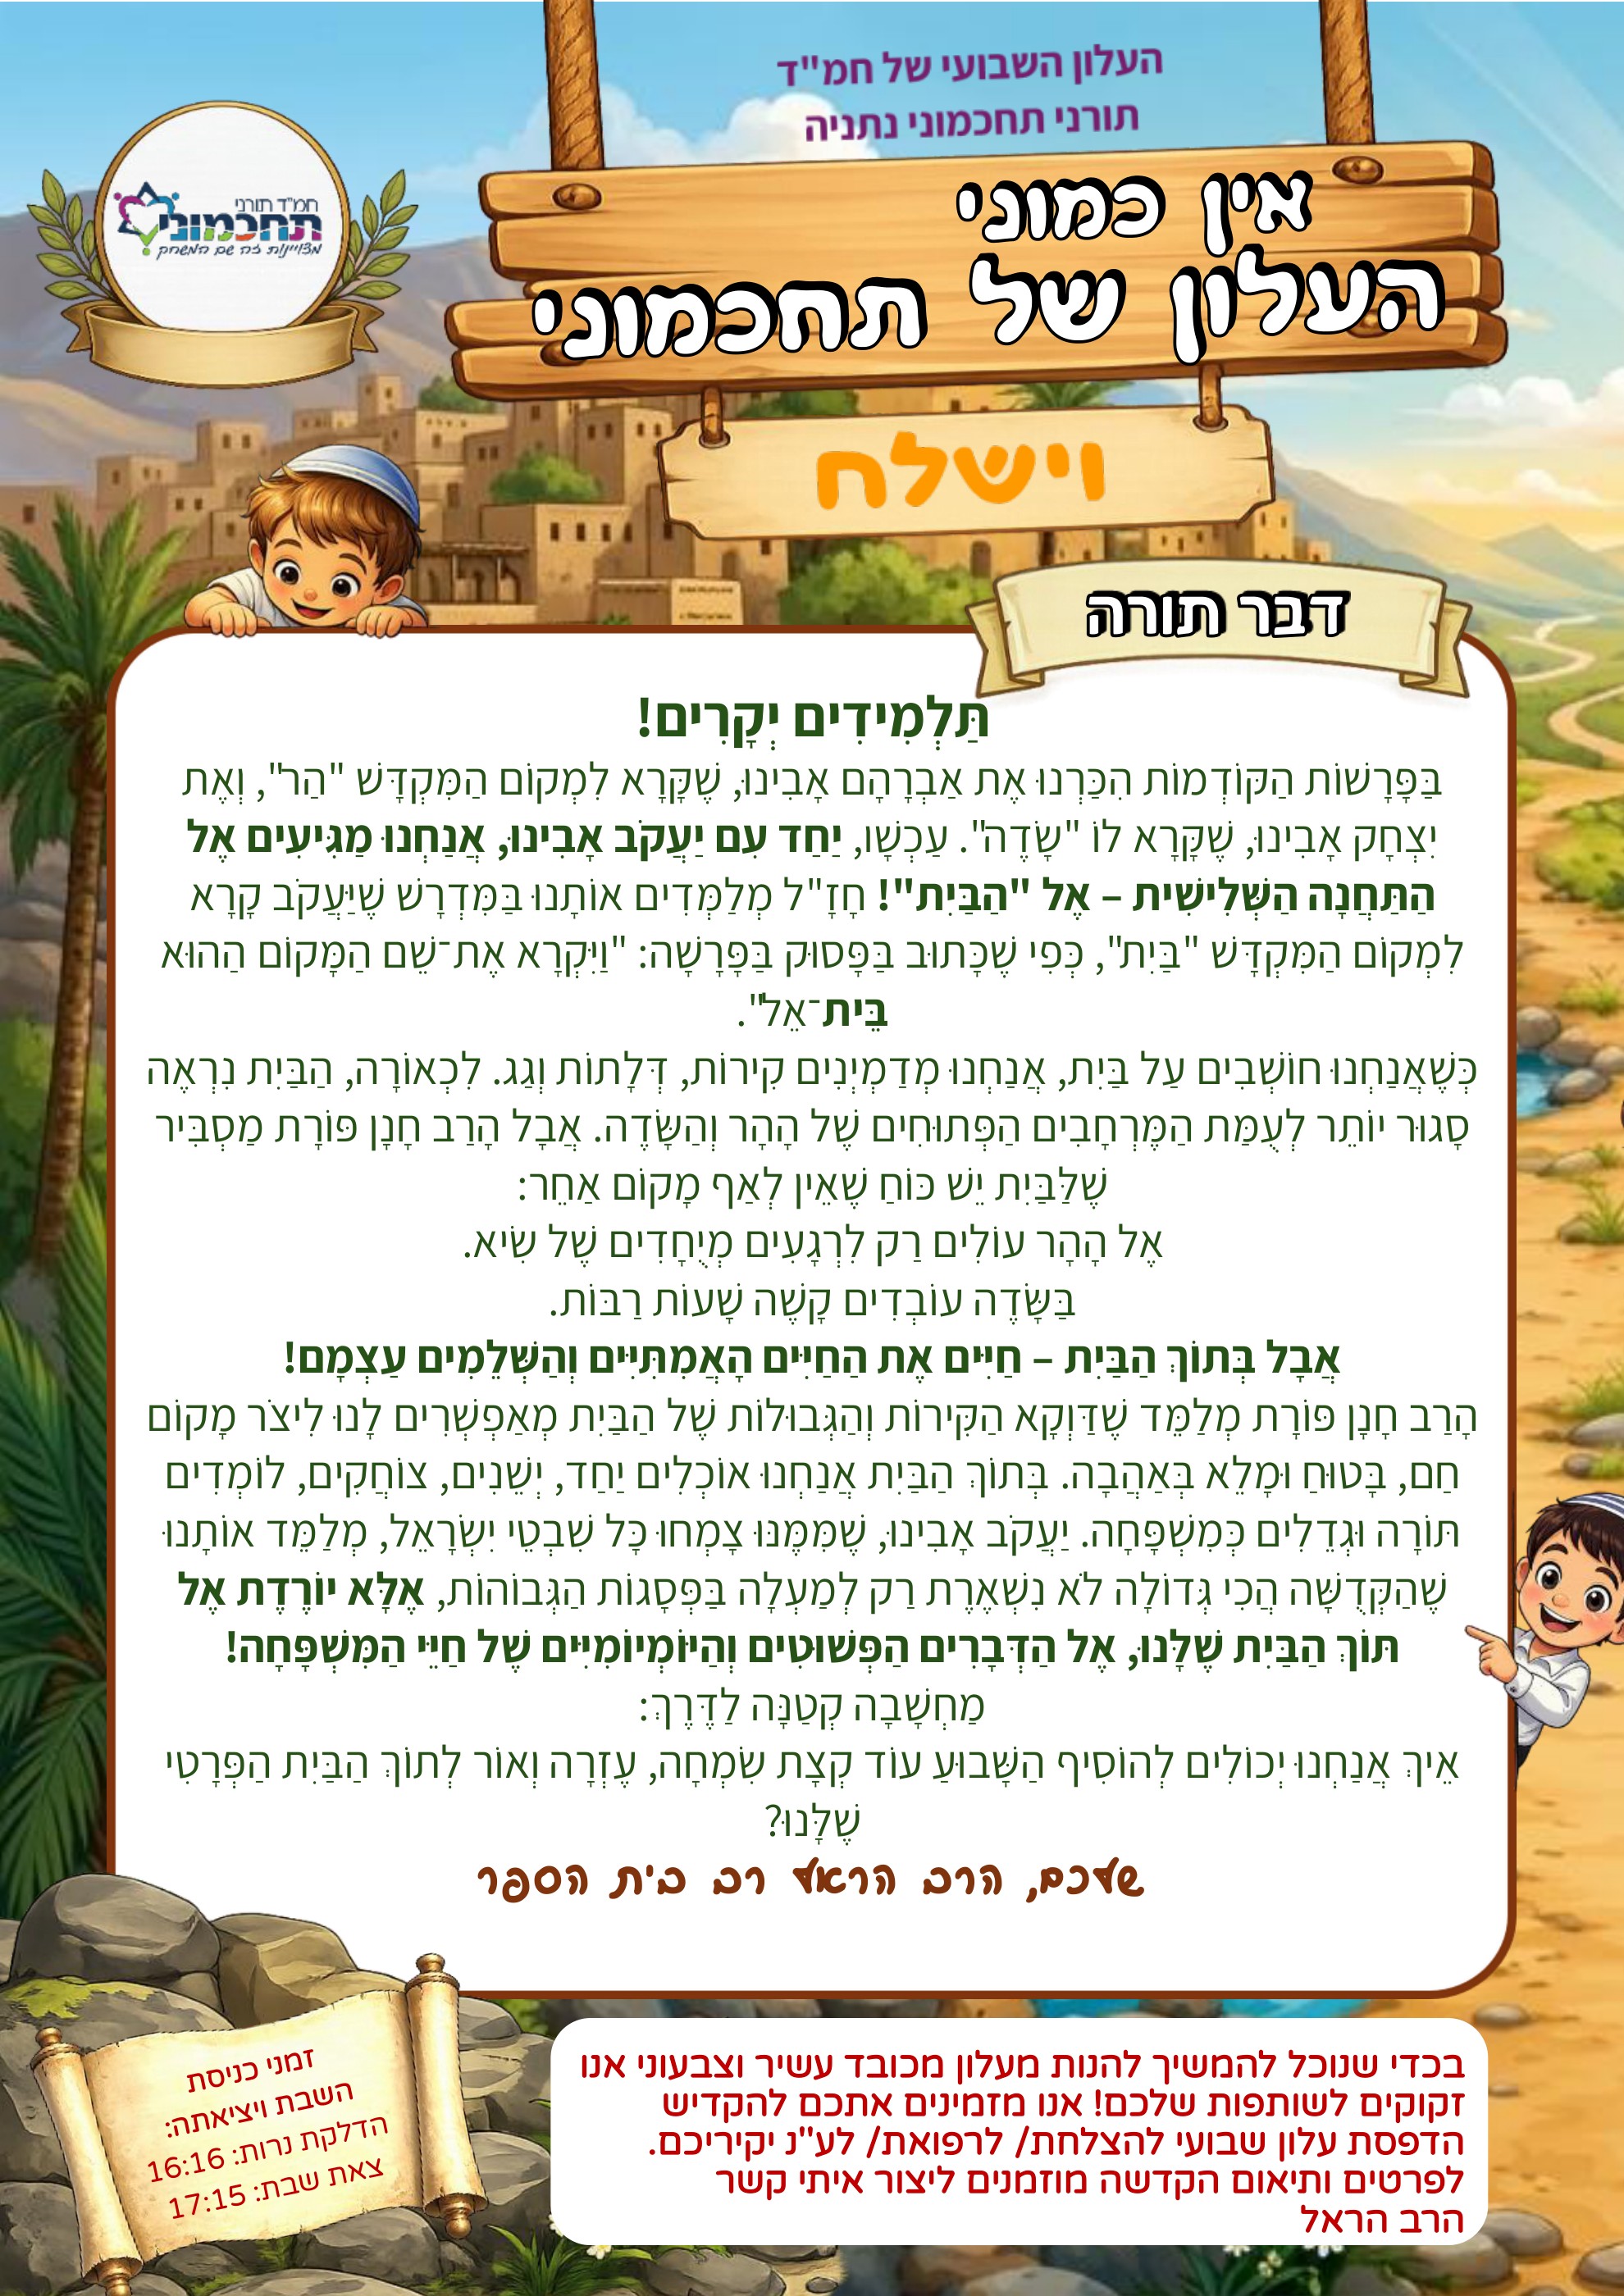 העלון השבועי של חמ"ד
תורני תחכמוני נתניה
חמ"ד תורני
תחכמוני
מצויינות זה שם המשחק
אין כמוני
העלון של תחכמוני
וישלח
דבר תורה
תַּלְמִידִים יְקָרִים!
בַּפָּרָשׁוֹת הַקּוֹדְמוֹת הִכַּרְנוּ אֶת אַבְרָהָם אָבִינוּ, שֶׁקָּרָא לִמְקוֹם הַמִּקְדָּשׁ "הַר", וְאֶת
יִצְחָק אָבִינוּ, שֶׁקָּרָא לוֹ "שָׂדֶה". עַכְשָׁו, יַחַד עִם יַעֲקֹב אָבִינוּ, אֲנַחְנוּ מַגִּיעִים אֶל
הַתַּחֲנָה הַשְּׁלִישִׁית – אֶל "הַבַּיִת"! חָזָ"ל מְלַמְּדִים אוֹתָנוּ בַּמִּדְרָשׁ שֶׁיַּעֲקֹב קָרָא
לִמְקוֹם הַמִּקְדָּשׁ "בַּיִת", כְּפִי שֶׁכָּתוּב בַּפָּסוּק בַּפָּרָשָׁה: "וַיִּקְרָא אֶת־שֵׁם הַמָּקוֹם הַהוּא
בֵּית־אֵל".
כְּשֶׁאֲנַחְנוּ חוֹשְׁבִים עַל בַּיִת, אֲנַחְנוּ מְדַמְיְנִים קִירוֹת, דְּלָתוֹת וְגַג. לִכְאוֹרָה, הַבַּיִת נִרְאֶה
סָגוּר יוֹתֵר לְעֻמַּת הַמֶּרְחָבִים הַפְּתוּחִים שֶׁל הָהָר וְהַשָּׂדֶה. אֲבָל הָרַב חָנָן פּוֹרָת מַסְבִּיר
שֶׁלַּבַּיִת יֵשׁ כּוֹחַ שֶׁאֵין לְאַף מָקוֹם אַחֵר:
אֶל הָהָר עוֹלִים רַק לִרְגָעִים מְיֻחָדִים שֶׁל שִׂיא.
בַּשָּׂדֶה עוֹבְדִים קָשֶׁה שָׁעוֹת רַבּוֹת.
אֲבָל בְּתוֹךְ הַבַּיִת – חַיִּים אֶת הַחַיִּים הָאֲמִתִּיִּים וְהַשְּׁלֵמִים עַצְמָם!
הָרַב חָנָן פּוֹרָת מְלַמֵּד שֶׁדַּוְקָא הַקִּירוֹת וְהַגְּבוּלוֹת שֶׁל הַבַּיִת מְאַפְשְׁרִים לָנוּ לִיצֹר מָקוֹם
חַם, בָּטוּחַ וּמָלֵא בְּאַהֲבָה. בְּתוֹךְ הַבַּיִת אֲנַחְנוּ אוֹכְלִים יַחַד, יְשֵׁנִים, צוֹחֲקִים, לוֹמְדִים
תּוֹרָה וּגְדֵלִים כְּמִשְׁפָּחָה. יַעֲקֹב אָבִינוּ, שֶׁמִּמֶּנּוּ צָמְחוּ כָּל שִׁבְטֵי יִשְׂרָאֵל, מְלַמֵּד אוֹתָנוּ
שֶׁהַקְּדֻשָּׁה הֲכִי גְּדוֹלָה לֹא נִשְׁאֶרֶת רַק לְמַעְלָה בַּפְּסָגוֹת הַגְּבוֹהוֹת, אֶלָּא יוֹרֶדֶת אֶל
תּוֹךְ הַבַּיִת שֶׁלָּנוּ, אֶל הַדְּבָרִים הַפְּשׁוּטִים וְהַיּוֹמְיוֹמִיִּים שֶׁל חַיֵּי הַמִּשְׁפָּחָה!
מַחְשָׁבָה קְטַנָּה לַדֶּרֶךְ:
אֵיךְ אֲנַחְנוּ יְכוֹלִים לְהוֹסִיף הַשָּׁבוּעַ עוֹד קְצָת שִׂמְחָה, עֶזְרָה וְאוֹר לְתוֹךְ הַבַּיִת הַפְּרָטִי
שֶׁלָּנוּ?
שלכם, הרב הראל רב בית הספר
זמני כניסת
השבת ויציאתה:
הדלקת נרות: 16:16
צאת שבת: 17:15
בכדי שנוכל להמשיך להנות מעלון מכובד עשיר וצבעוני אנו
זקוקים לשותפות שלכם! אנו מזמינים אתכם להקדיש
הדפסת עלון שבועי להצלחת/ לרפואת/ לע"נ יקיריכם.
לפרטים ותיאום הקדשה מוזמנים ליצור איתי קשר
הרב הראל